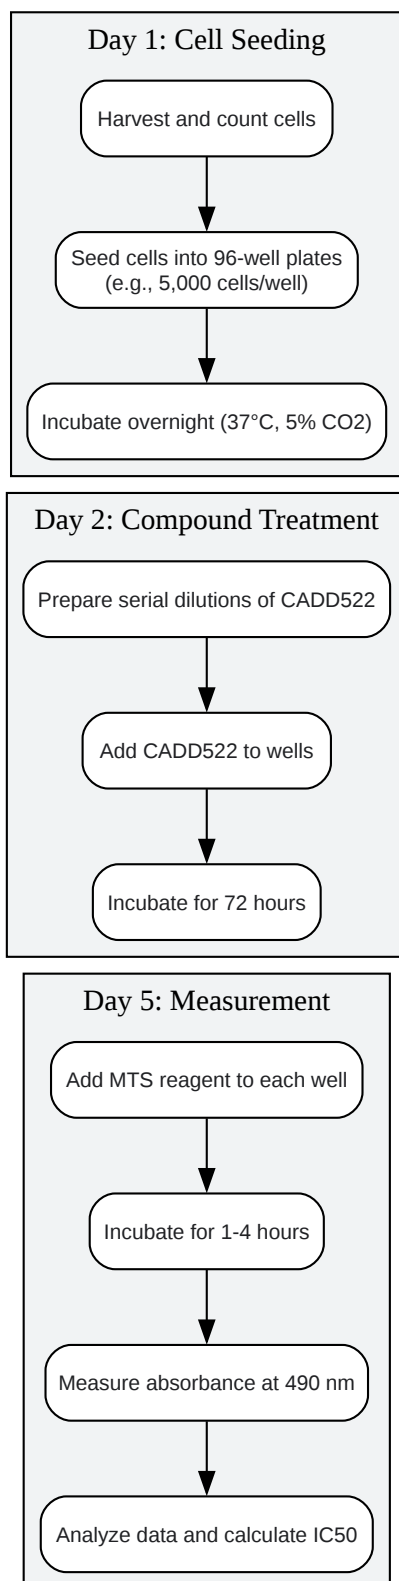 Day 1: Cell Seeding
Harvest and count cells
Seed cells into 96-well plates
(e.g., 5,000 cells/well)
Incubate overnight (37°C, 5% CO2)
Day 2: Compound Treatment
Prepare serial dilutions of CADD522
Add CADD522 to wells
Incubate for 72 hours
Day 5: Measurement
Add MTS reagent to each well
Incubate for 1-4 hours
Measure absorbance at 490 nm
Analyze data and calculate IC50